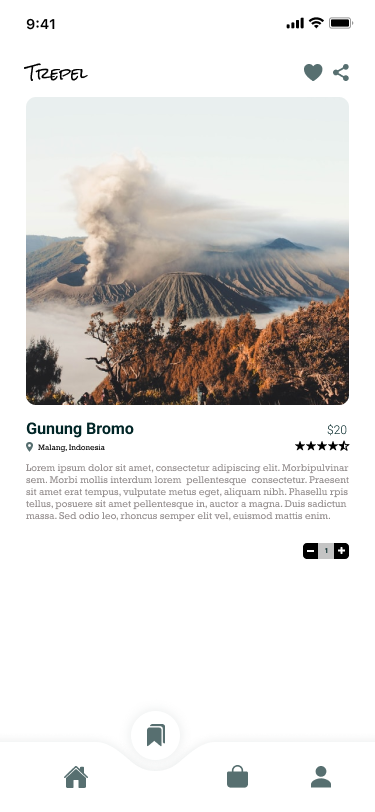 9:41
Trepel
Gunung Bromo
$20
Malang, Indonesia
Lorem ipsum dolor sit amet, consectetur adipiscing elit. Morbipulvinar
sem. Morbi mollis interdum lorem pellentesque consectetur. Praesent
sit amet erat tempus, vulputate metus eget, aliquam nibh. Phasellu rpis
tellus, posuere sit amet pellentesque in, auctor a magna. Duis sadictun
massa. Sed odio leo, rhoncus semper elit vel, euismod mattis enim.
1